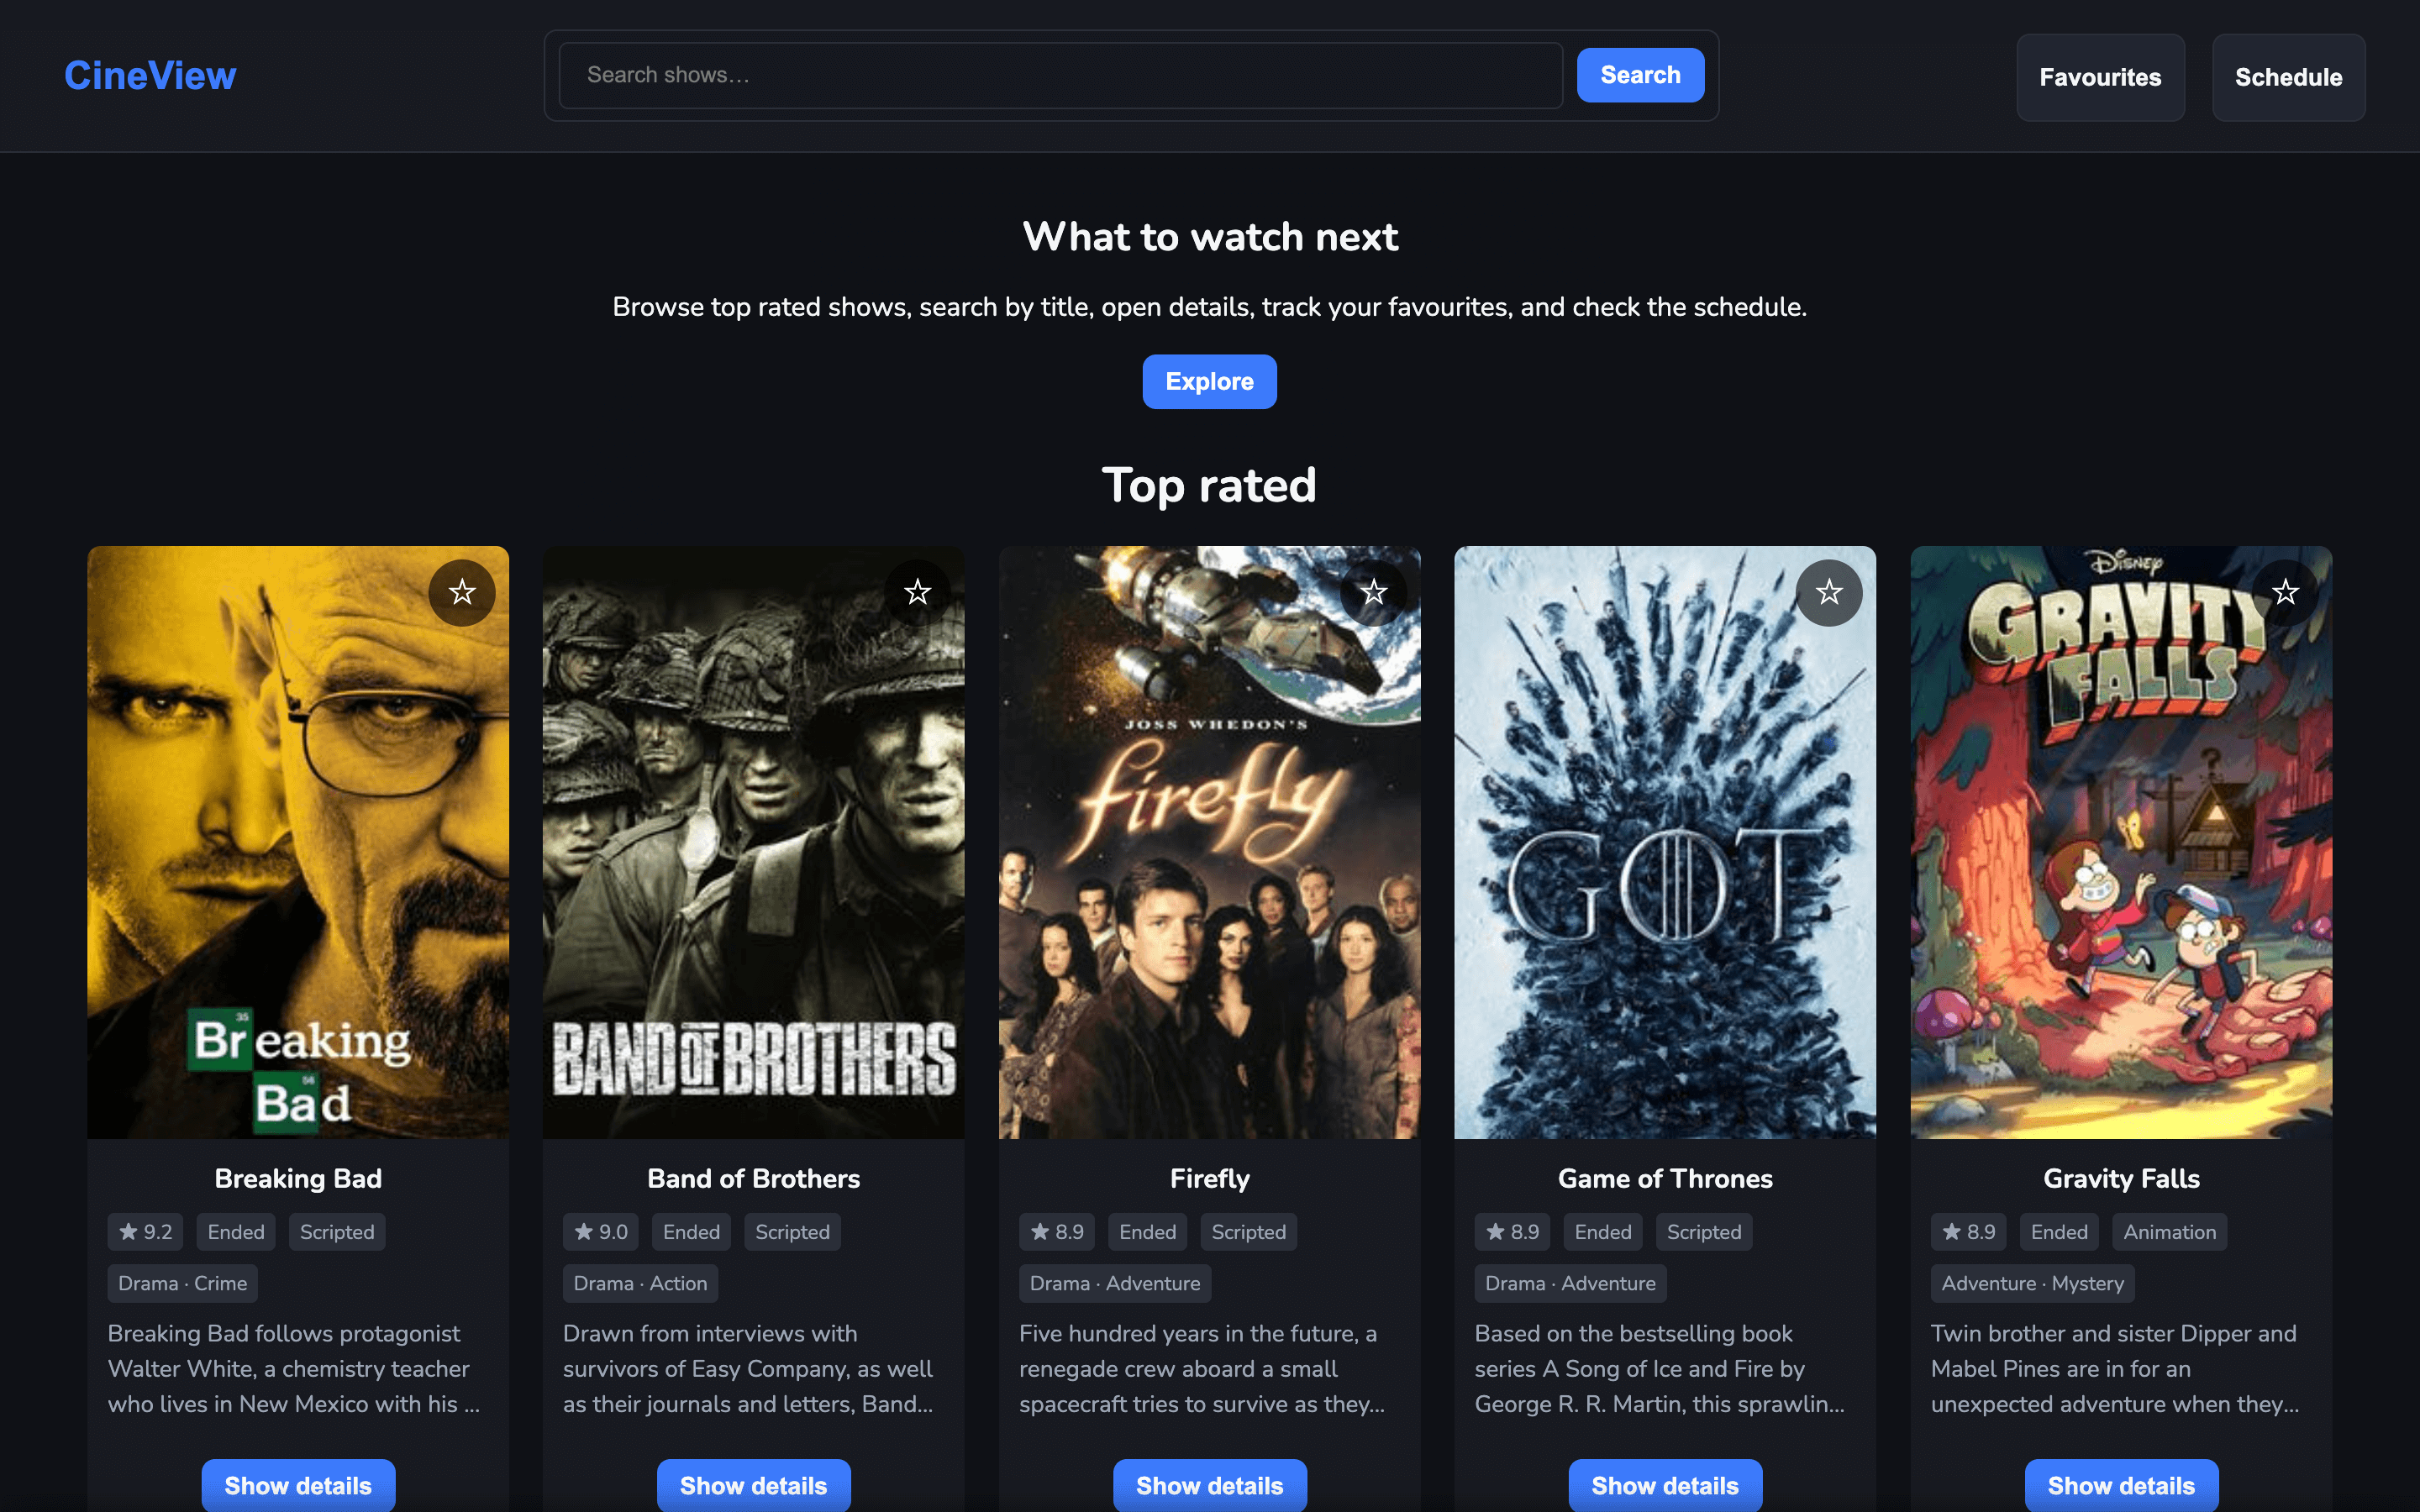 CineView
Search shows...
Search
Favourites
Schedule
What to watch next
Browse top rated shows, search by title, open details, track your favourites, and check the schedule.
Explore
Top rated
35
Breaking
56
Bad
BAND OF BROTHERS
JOSS WHEDON'S
firefly
GOT
Disney
GRAVITY
FALLS
Breaking Bad
★ 9.2 Ended Scripted
Drama · Crime
Breaking Bad follows protagonist
Walter White, a chemistry teacher
who lives in New Mexico with his ...
Show details
Band of Brothers
★ 9.0 Ended Scripted
Drama · Action
Drawn from interviews with
survivors of Easy Company, as well
as their journals and letters, Band...
Show details
Firefly
★ 8.9 Ended Scripted
Drama · Adventure
Five hundred years in the future, a
renegade crew aboard a small
spacecraft tries to survive as they...
Show details
Game of Thrones
★ 8.9 Ended Scripted
Drama · Adventure
Based on the bestselling book
series A Song of Ice and Fire by
George R. R. Martin, this sprawlin...
Show details
Gravity Falls
★ 8.9 Ended Animation
Adventure · Mystery
Twin brother and sister Dipper and
Mabel Pines are in for an
unexpected adventure when they...
Show details